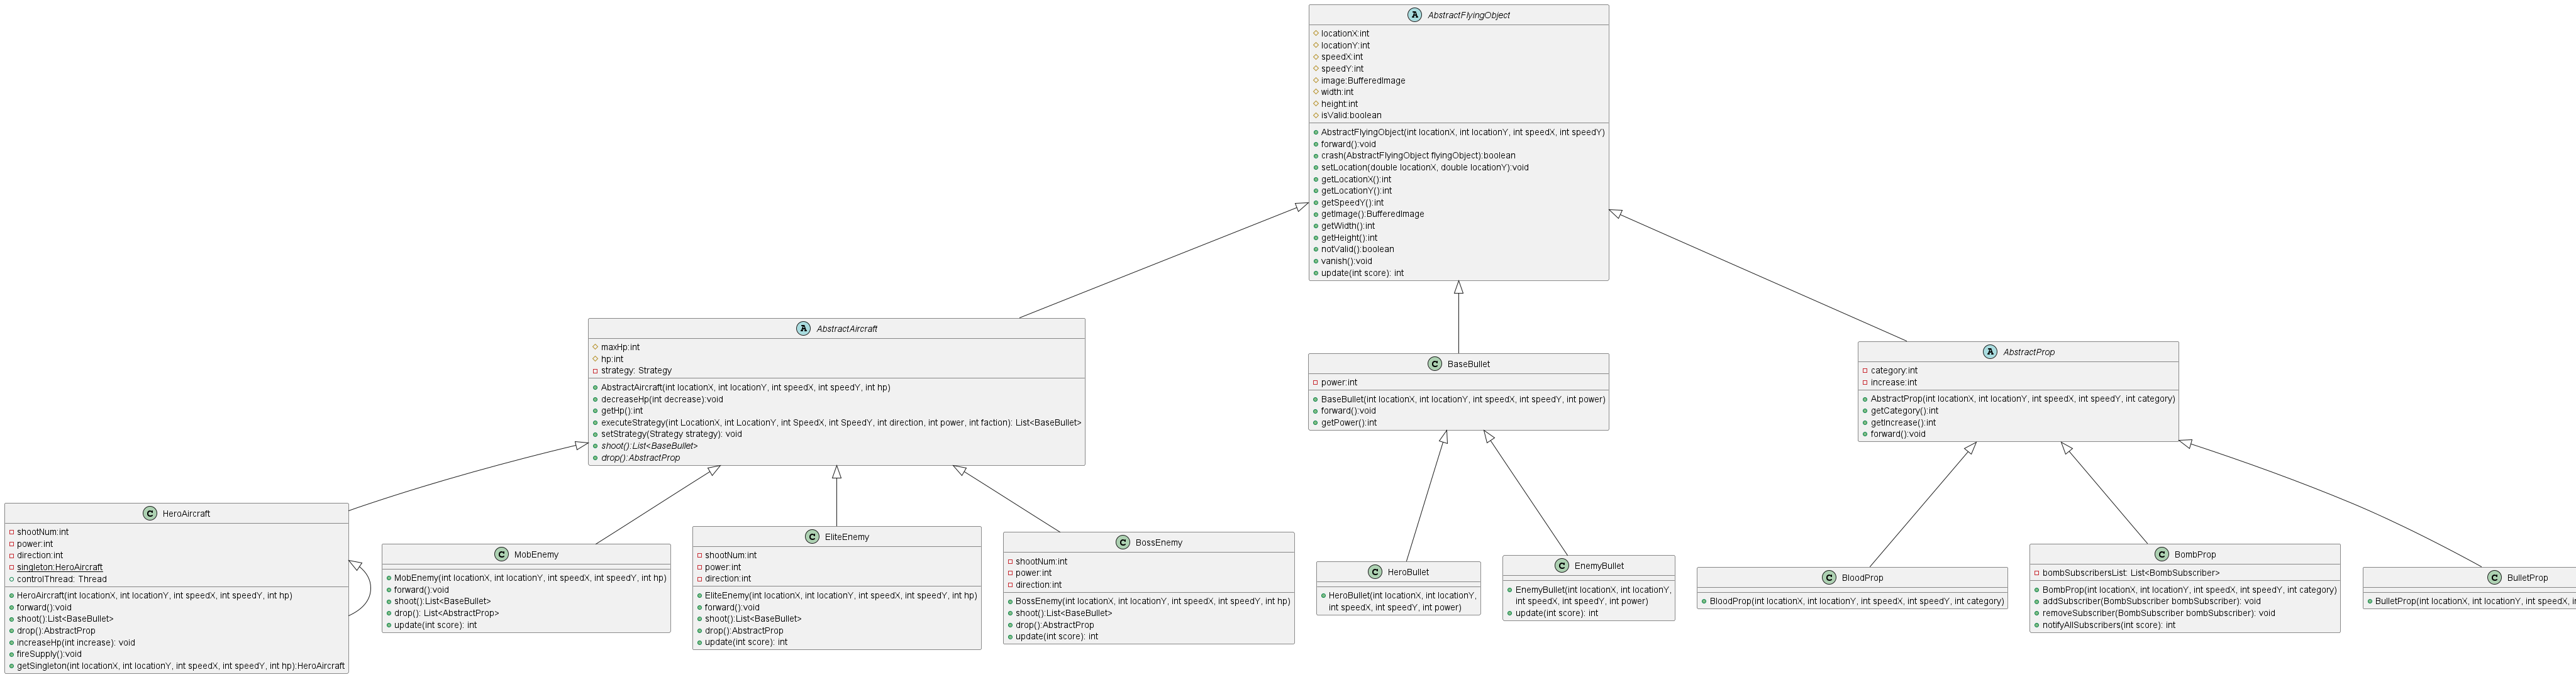 A AbstractFlyingObject
locationX:int
locationY:int
speedX:int
speedY:int
image:BufferedImage
width:int
height:int
isValid:boolean
AbstractFlyingObject(int locationX, int locationY, int speedX, int speedY)
forward():void
crash(AbstractFlyingObject flyingObject):boolean
setLocation(double locationX, double locationY):void
getLocationX():int
getLocationY():int
getSpeedY():int
getImage():BufferedImage
getWidth():int
getHeight():int
notValid():boolean
vanish():void
update(int score): int
A AbstractAircraft
maxHp:int
hp:int
strategy: Strategy
AbstractAircraft(int locationX, int locationY, int speedX, int speedY, int hp)
decreaseHp(int decrease):void
getHp():int
executeStrategy(int LocationX, int LocationY, int SpeedX, int SpeedY, int direction, int power, int faction): List<BaseBullet>
setStrategy(Strategy strategy): void
shoot():List<BaseBullet>
drop():AbstractProp
C BaseBullet
power:int
BaseBullet(int locationX, int locationY, int speedX, int speedY, int power)
forward():void
getPower():int
A AbstractProp
category:int
increase:int
AbstractProp(int locationX, int locationY, int speedX, int speedY, int category)
getCategory():int
getIncrease():int
forward():void
C HeroAircraft
shootNum:int
power:int
direction:int
singleton:HeroAircraft
controlThread: Thread
HeroAircraft(int locationX, int locationY, int speedX, int speedY, int hp)
forward():void
shoot():List<BaseBullet>
drop():AbstractProp
increaseHp(int increase): void
fireSupply():void
getSingleton(int locationX, int locationY, int speedX, int speedY, int hp):HeroAircraft
C MobEnemy
MobEnemy(int locationX, int locationY, int speedX, int speedY, int hp)
forward():void
shoot():List<BaseBullet>
drop(): List<AbstractProp>
update(int score): int
C EliteEnemy
shootNum:int
power:int
direction:int
EliteEnemy(int locationX, int locationY, int speedX, int speedY, int hp)
forward():void
shoot():List<BaseBullet>
drop():AbstractProp
update(int score): int
C BossEnemy
shootNum:int
power:int
direction:int
BossEnemy(int locationX, int locationY, int speedX, int speedY, int hp)
shoot():List<BaseBullet>
drop():AbstractProp
update(int score): int
C HeroBullet
HeroBullet(int locationX, int locationY,
int speedX, int speedY, int power)
C EnemyBullet
EnemyBullet(int locationX, int locationY,
int speedX, int speedY, int power)
update(int score): int
C BloodProp
BloodProp(int locationX, int locationY, int speedX, int speedY, int category)
C BombProp
bombSubscribersList: List<BombSubscriber>
BombProp(int locationX, int locationY, int speedX, int speedY, int category)
addSubscriber(BombSubscriber bombSubscriber): void
removeSubscriber(BombSubscriber bombSubscriber): void
notifyAllSubscribers(int score): int
C BulletProp
BulletProp(int locationX, int locationY, int speedX,